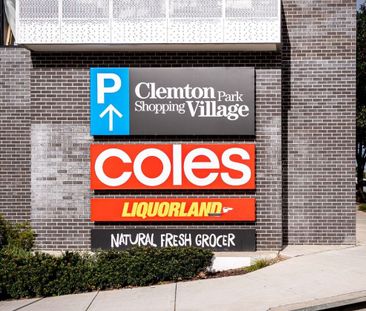 P
Clemton Park
Shopping Village
coles
LIQUORLAND
NATURAL FRESH GROCER